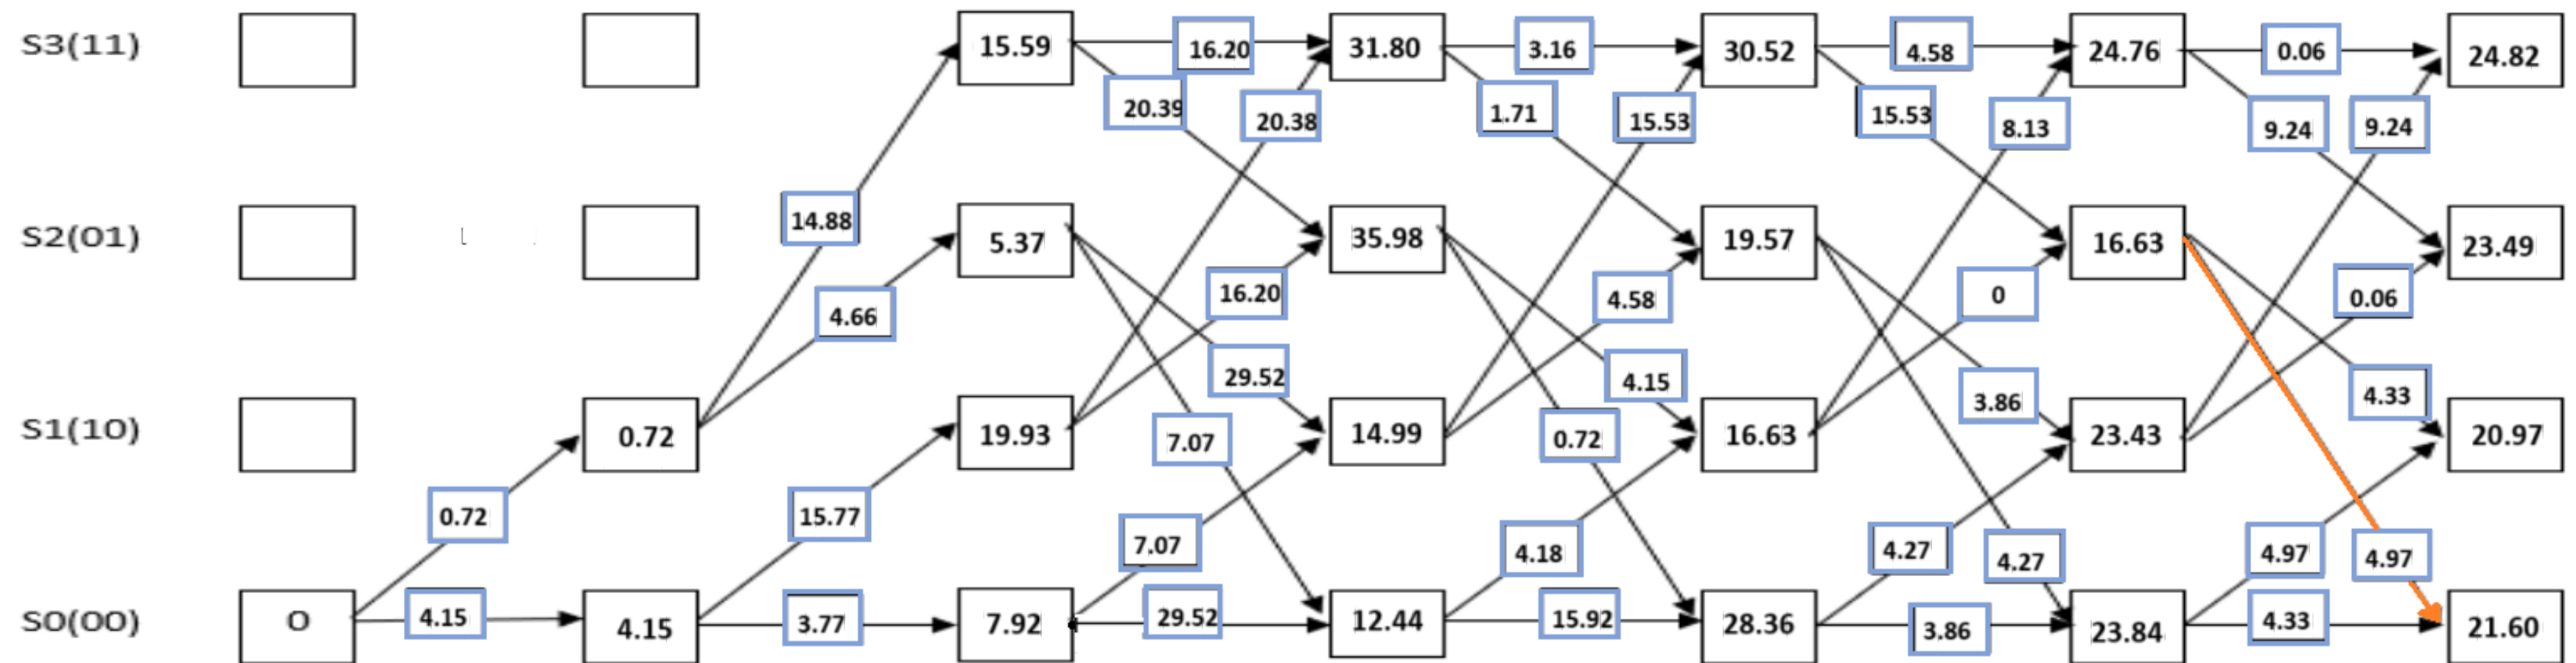 S3(11) 15.59 16.20 31.80 3.16 30.52 4.58 24.76 0.06 24.82
20.39 20.38 1.71 15.53 15.53 8.13 9.24 9.24
14.88
S2(01) 5.37 35.98 19.57 16.63 23.49
4.66 16.20 4.58 0 0.06
29.52 4.15 3.86 4.33
S1(10) 0.72 19.93 7.07 14.99 0.72 16.63 23.43 20.97
0.72 15.77 7.07 4.18 4.27 4.27 4.97 4.97
S0(00) 0 4.15 4.15 3.77 7.92 29.52 12.44 15.92 28.36 3.86 23.84 4.33 21.60